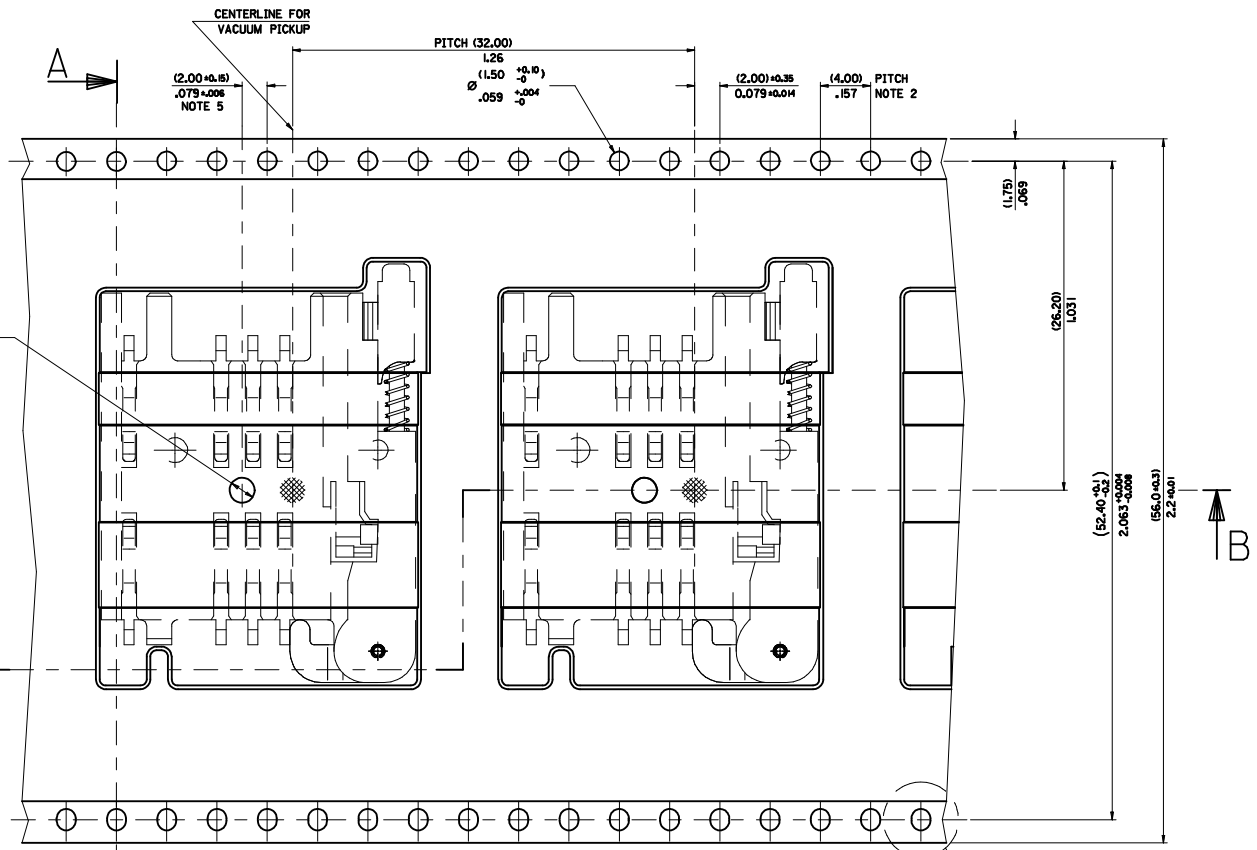 CENTERLINE FOR
VACUUM PICKUP
A
PITCH (32.00)
1.26
(2.00 ±0.15)
.079 ±.006
NOTE 5
Ø (1.50 +0.10 -0)
.059 +.004 -0
(2.00) ±0.35
0.079 ±0.014
(4.00) PITCH
.157 NOTE 2
(1.75)
.069
(26.20)
1.031
(52.40 +0.1 -0.2)
2.063 +0.004 -0.008
(56.0 ±0.3)
2.2 ±0.01
B